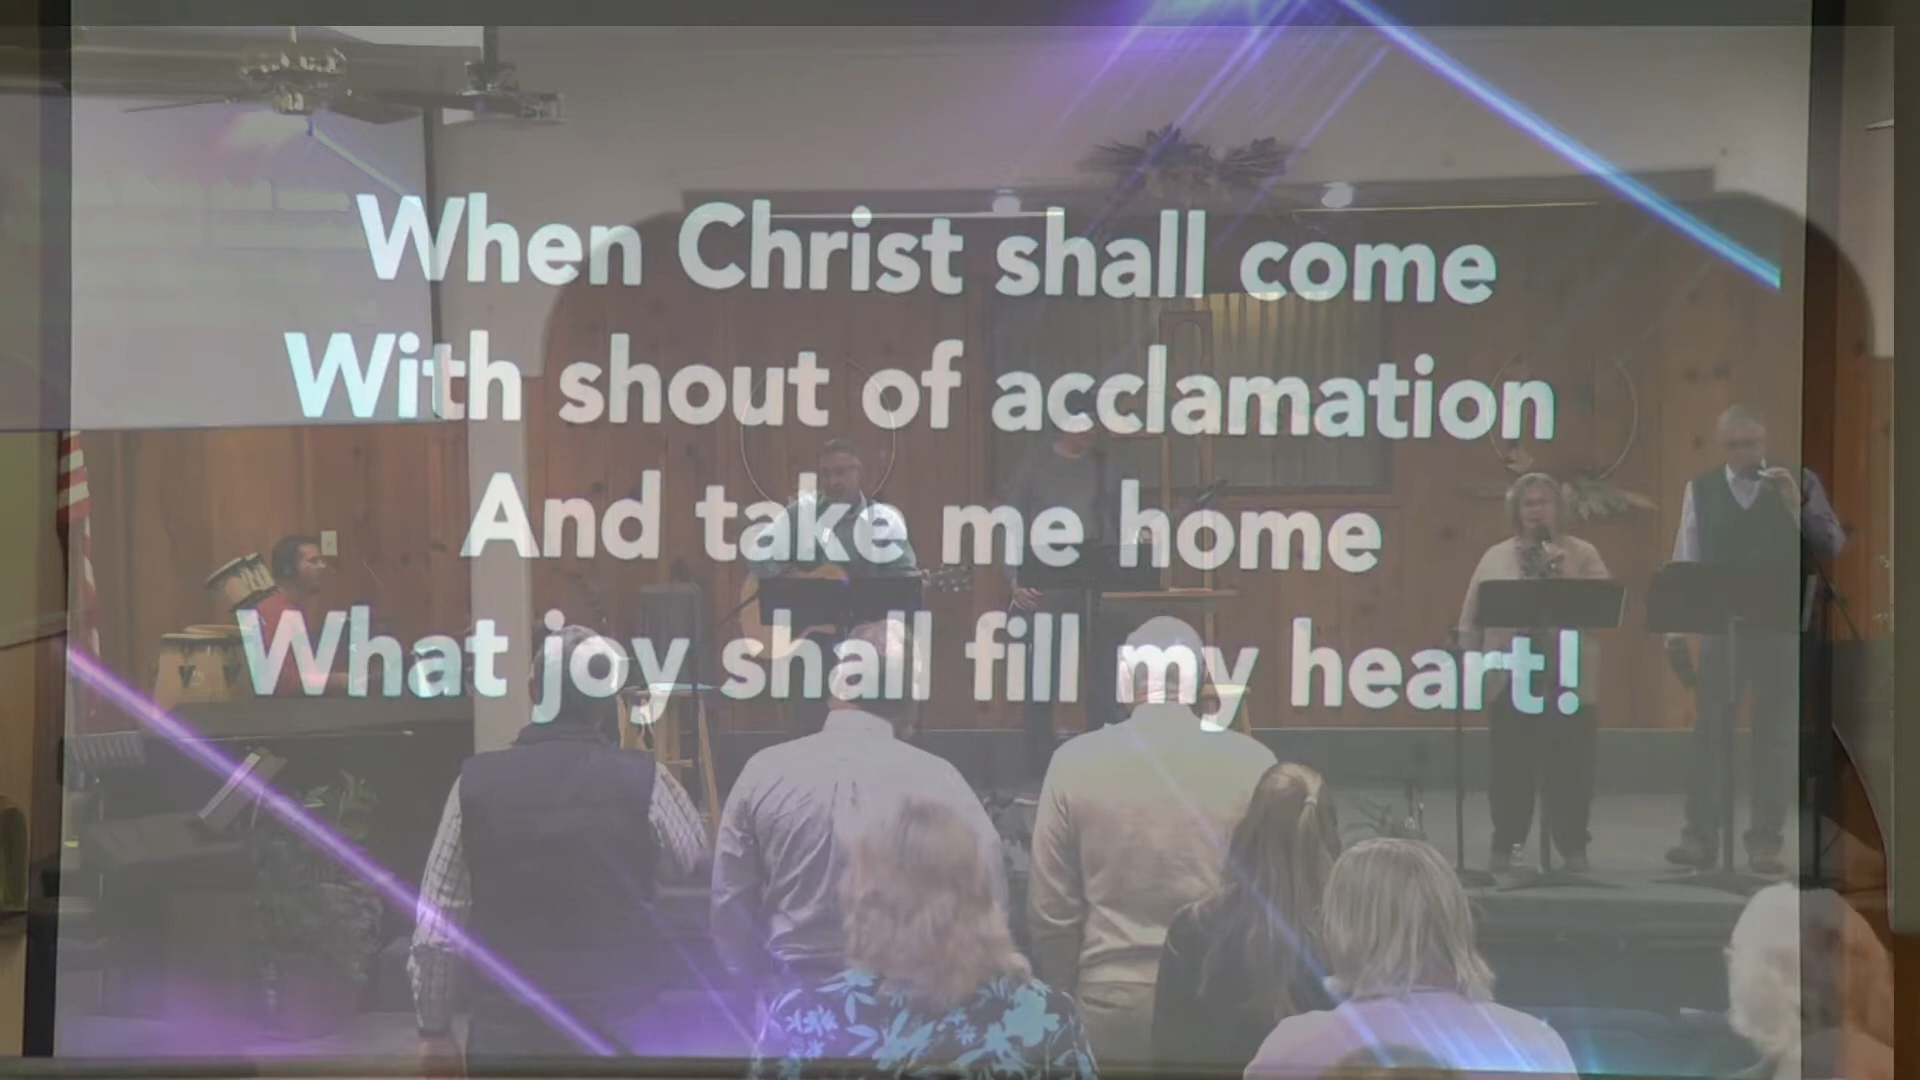 When Christ shall come
With shout of acclamation
And take me home
What joy shall fill my heart!